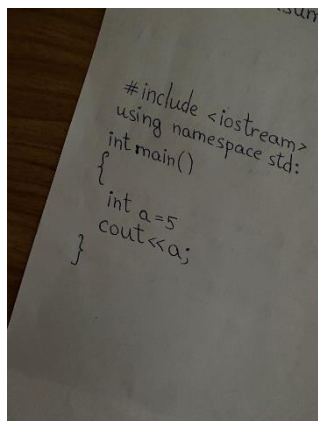 #include <iostream>
using namespace std:
int main()
{
int a=5
cout<<a;
}